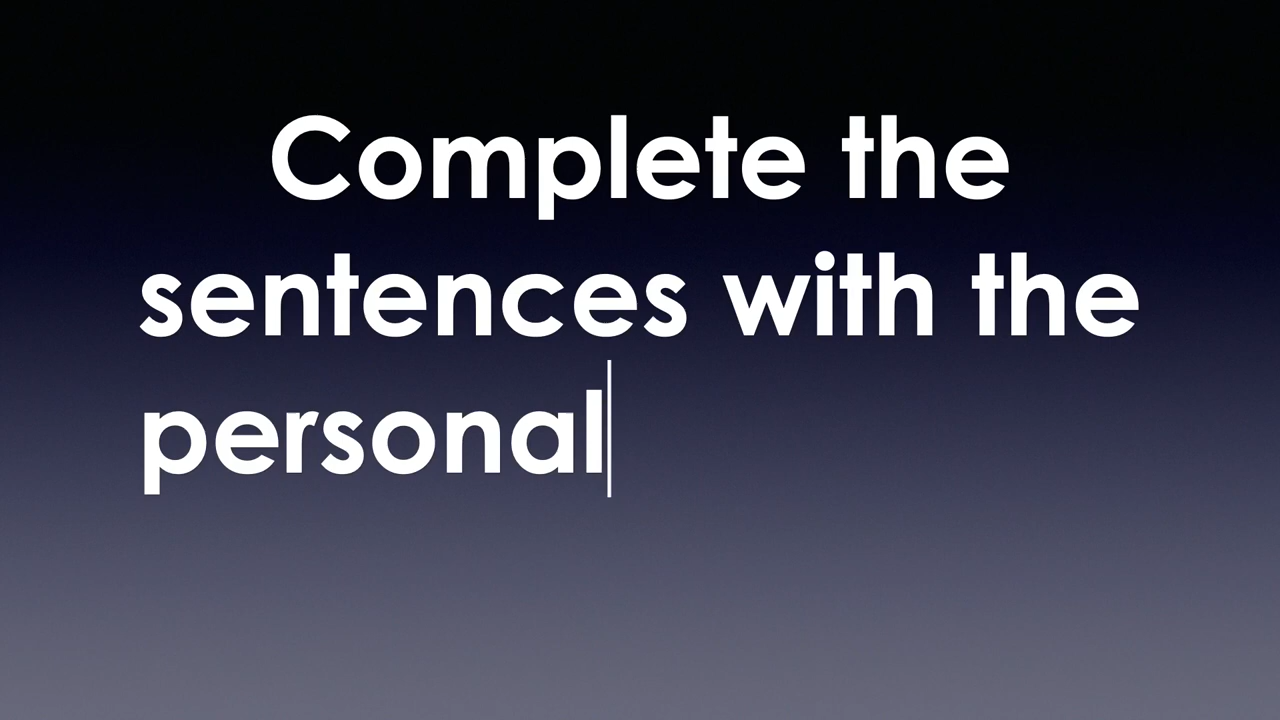 Complete the
sentences with the
personal